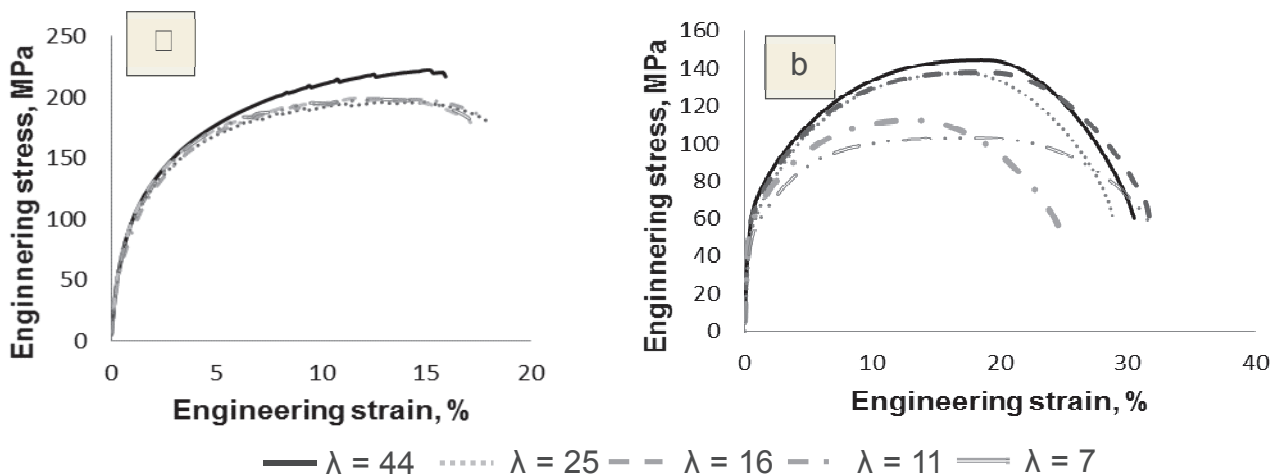 250
200
150
100
50
0
Enginnering stress, MPa
0 5 10 15 20
Engineering strain, %
b
160
140
120
100
80
60
40
20
0
Enginnering stress, MPa
0 10 20 30 40
Engineering strain, %
λ = 44 λ = 25 λ = 16 λ = 11 λ = 7